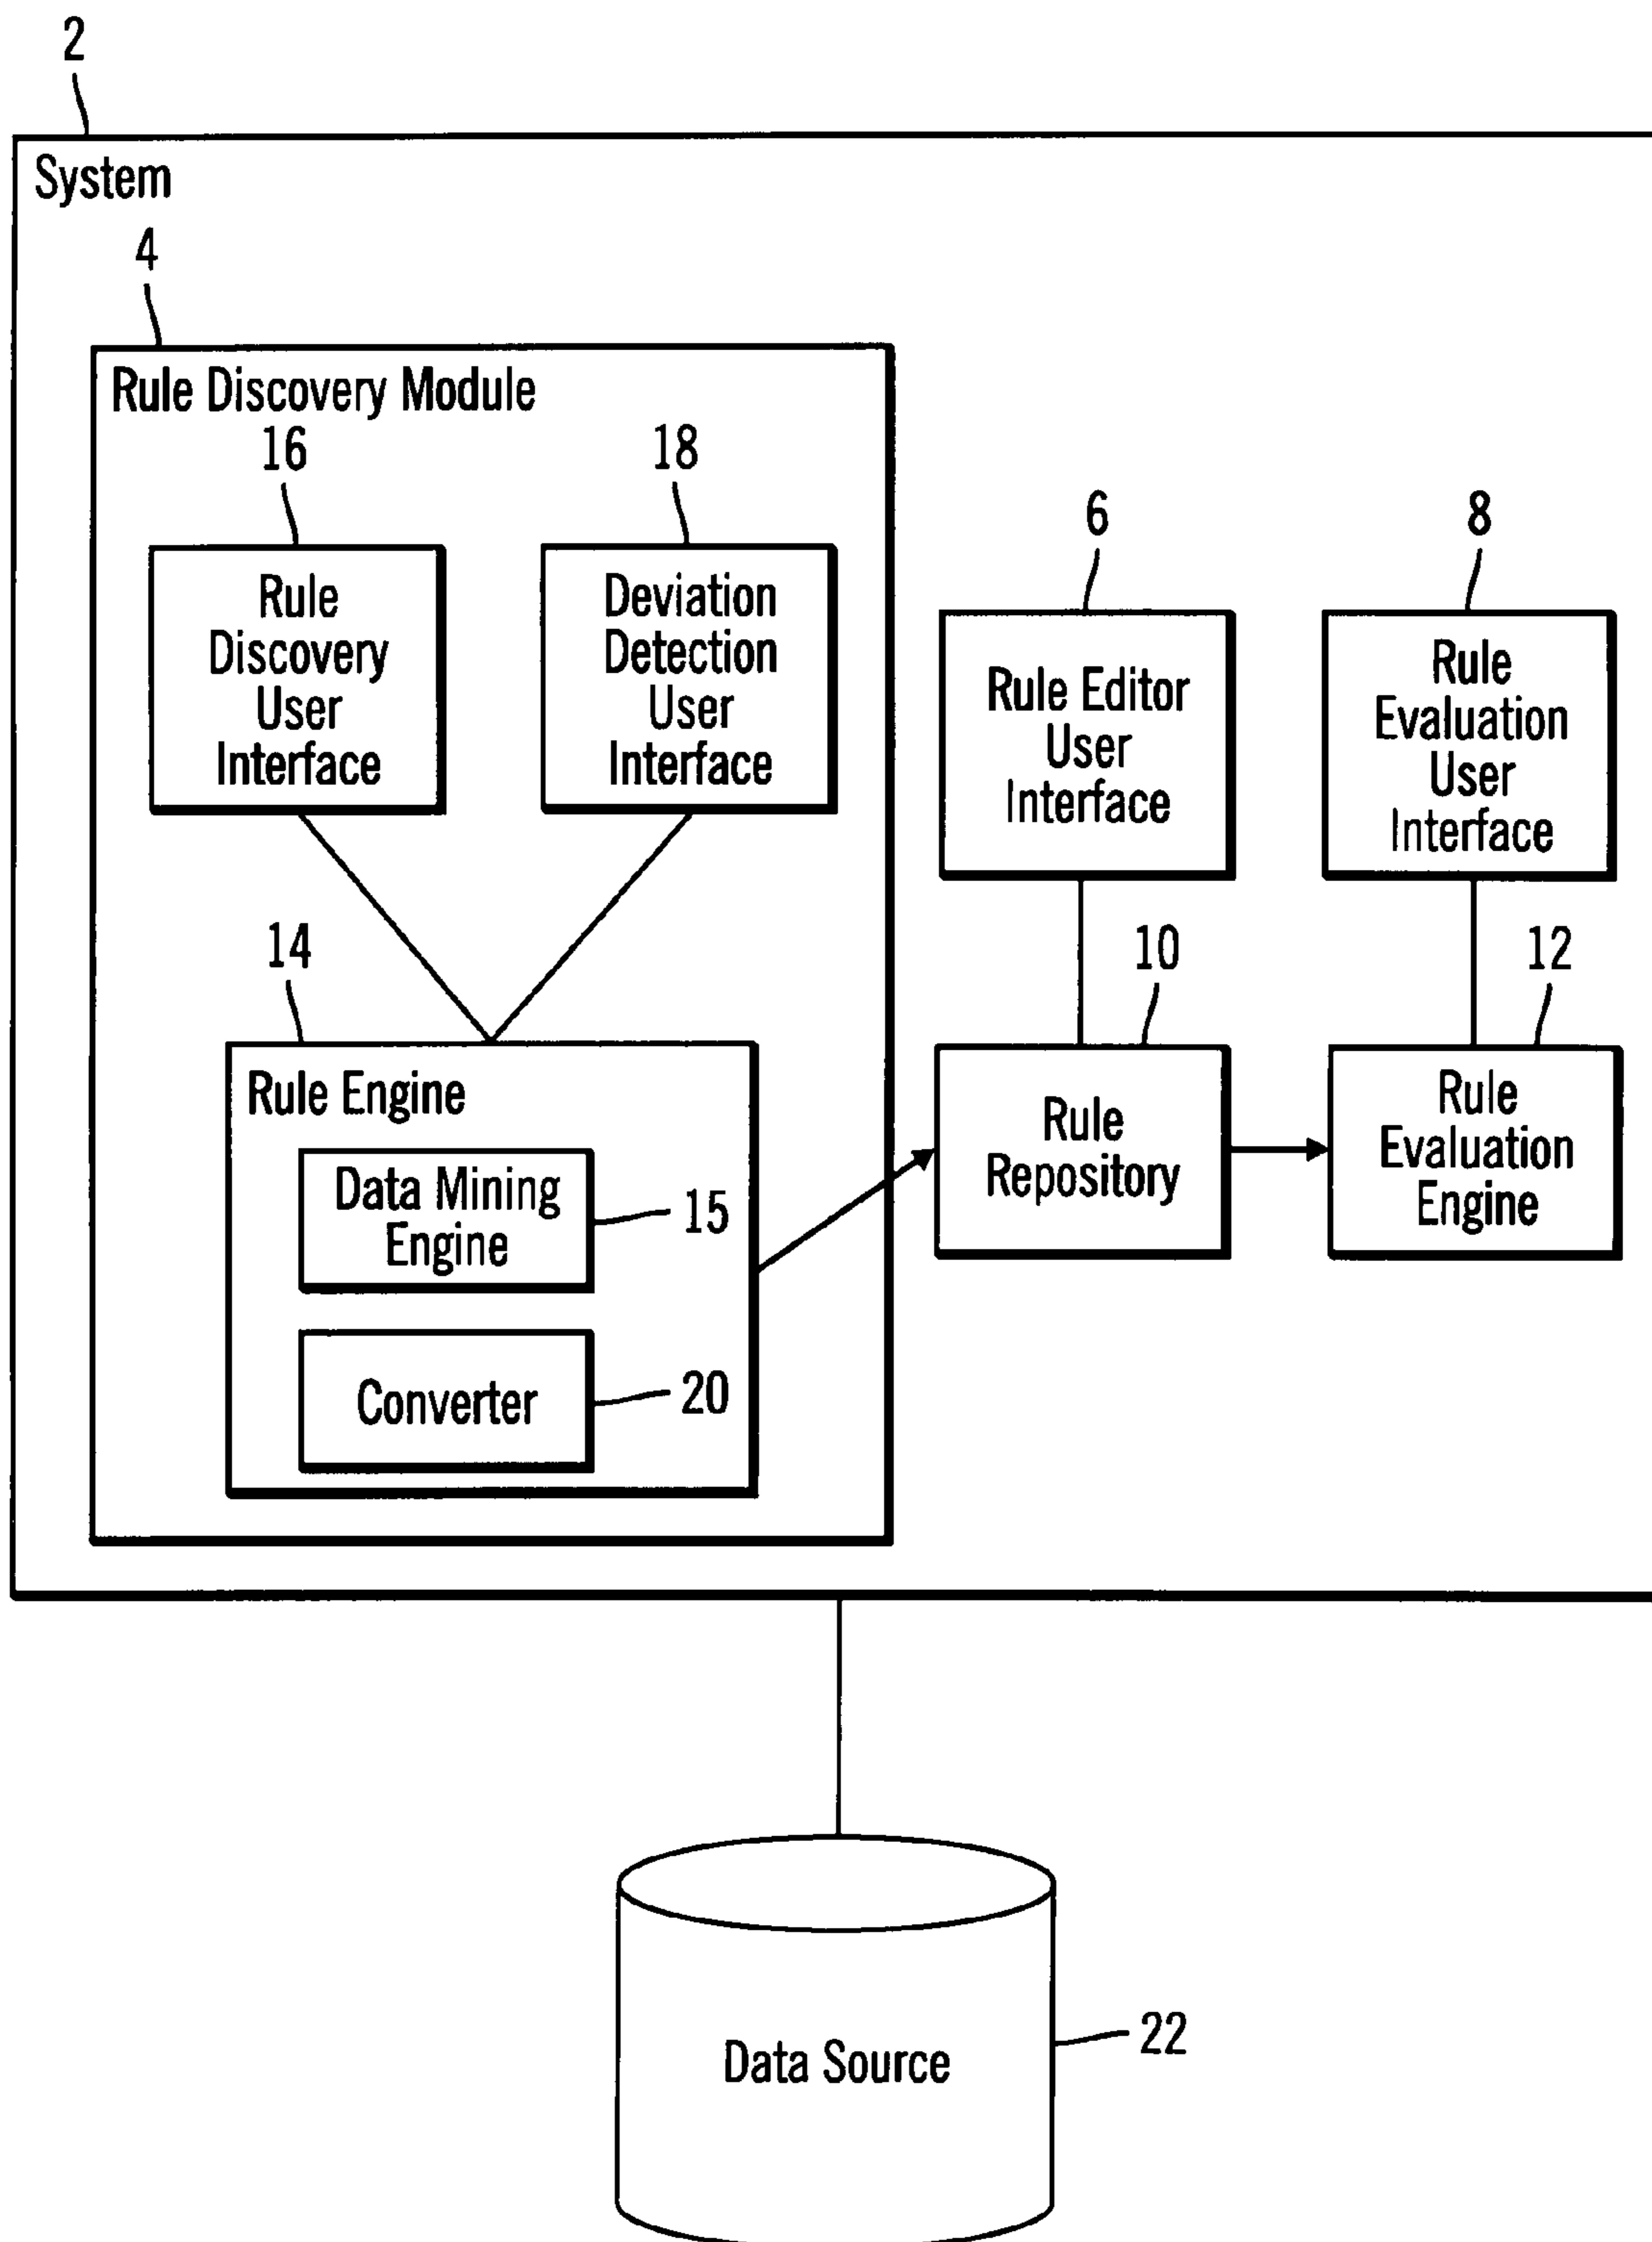 2
System
4
Rule Discovery Module
16
18
Rule
Discovery
User
Interface
Deviation
Detection
User
Interface
6
8
Rule Editor
User
Interface
Rule
Evaluation
User
Interface
14
10
12
Rule Engine
Data Mining
Engine
15
Converter
20
Rule
Repository
Rule
Evaluation
Engine
Data Source
22